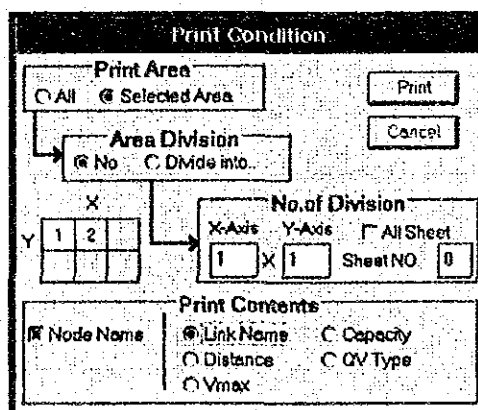 Print Condition
Print Area
All Selected Area
Print
Cancel
Area Division
No Divide into..
X
Y 1 2
No.of Division
X-Axis Y-Axis All Sheet
1 X 1 Sheet NO. 0
Print Contents
Node Name Link Name Capacity
Distance QV Type
Vmax